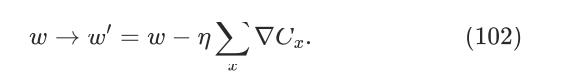 w → w′ = w − η ∑ₓ ∇Cₓ. (102)